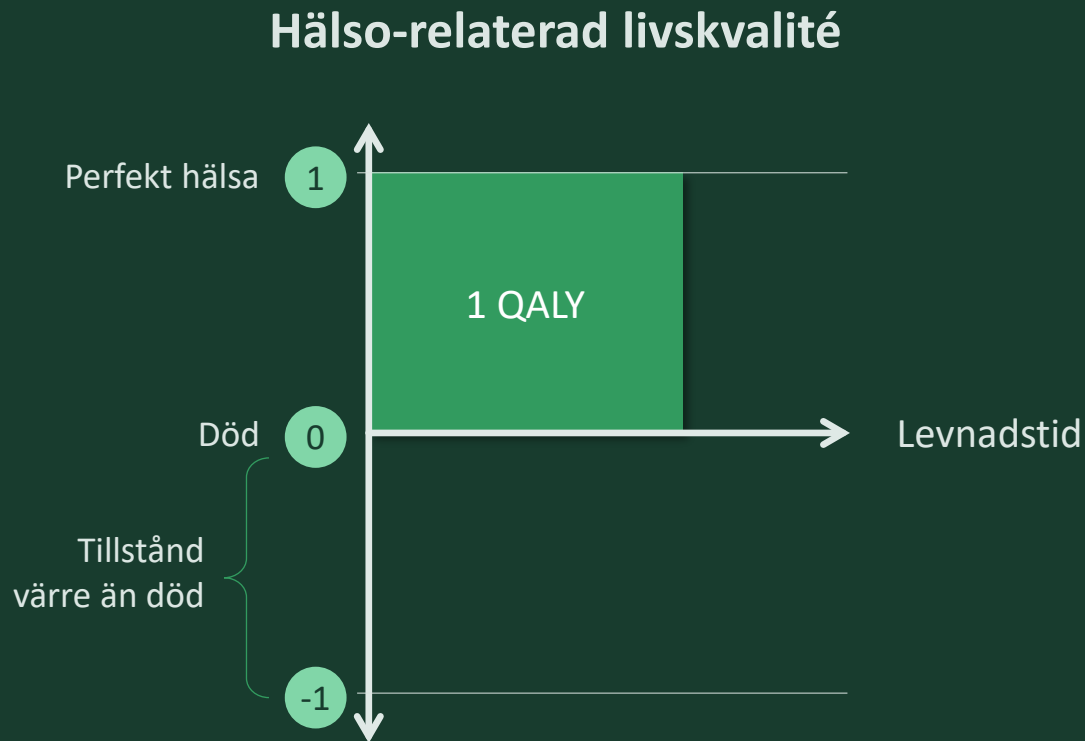 Hälso-relaterad livskvalité
Perfekt hälsa
1
1 QALY
Död
0
Levnadstid
Tillstånd
värre än död
-1